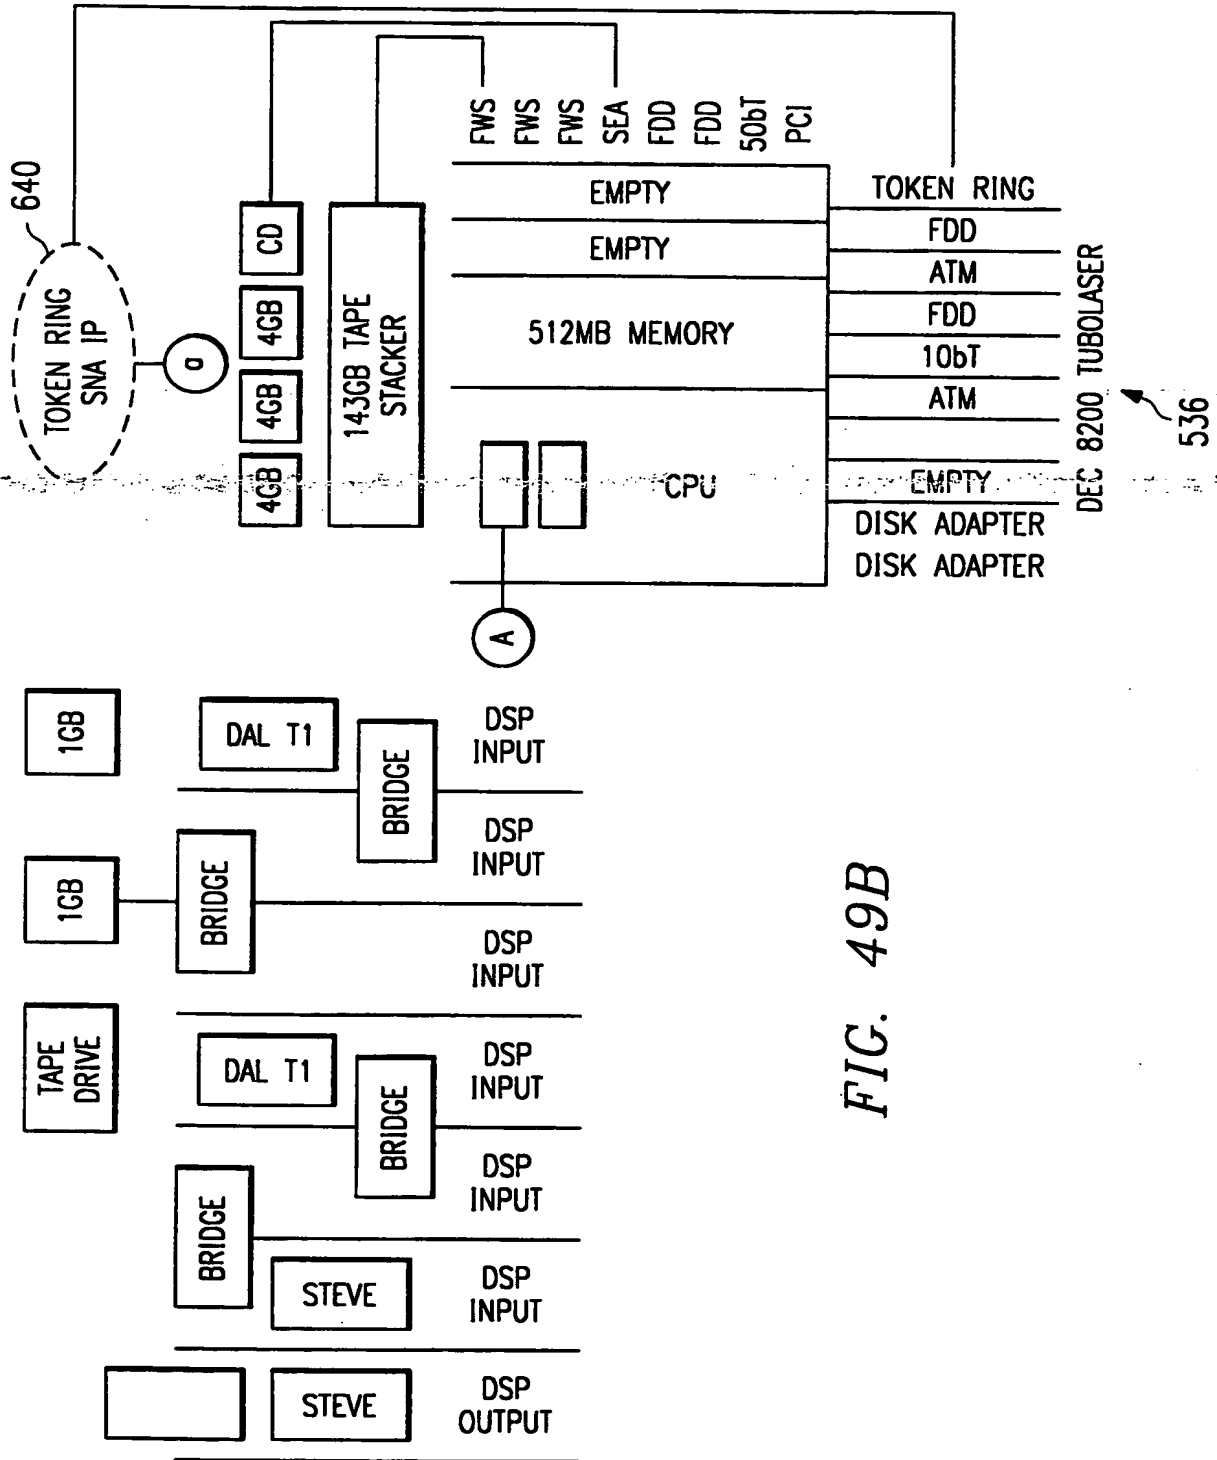 640
TOKEN RING
SNA IP
a
4GB
4GB
4GB
CD
143GB TAPE
STACKER
FWS
FWS
FWS
SEA
FDD
FDD
50bT
PCI
EMPTY
EMPTY
512MB MEMORY
CPU
A
TOKEN RING
FDD
ATM
FDD
10bT
ATM
EMPTY
DISK ADAPTER
DISK ADAPTER
DEC 8200 TUBOLASER
536
1GB
1GB
TAPE
DRIVE
DAL T1
BRIDGE
BRIDGE
DAL T1
BRIDGE
BRIDGE
STEVE
STEVE
DSP
INPUT
DSP
INPUT
DSP
INPUT
DSP
INPUT
DSP
INPUT
DSP
INPUT
DSP
OUTPUT
FIG. 49B